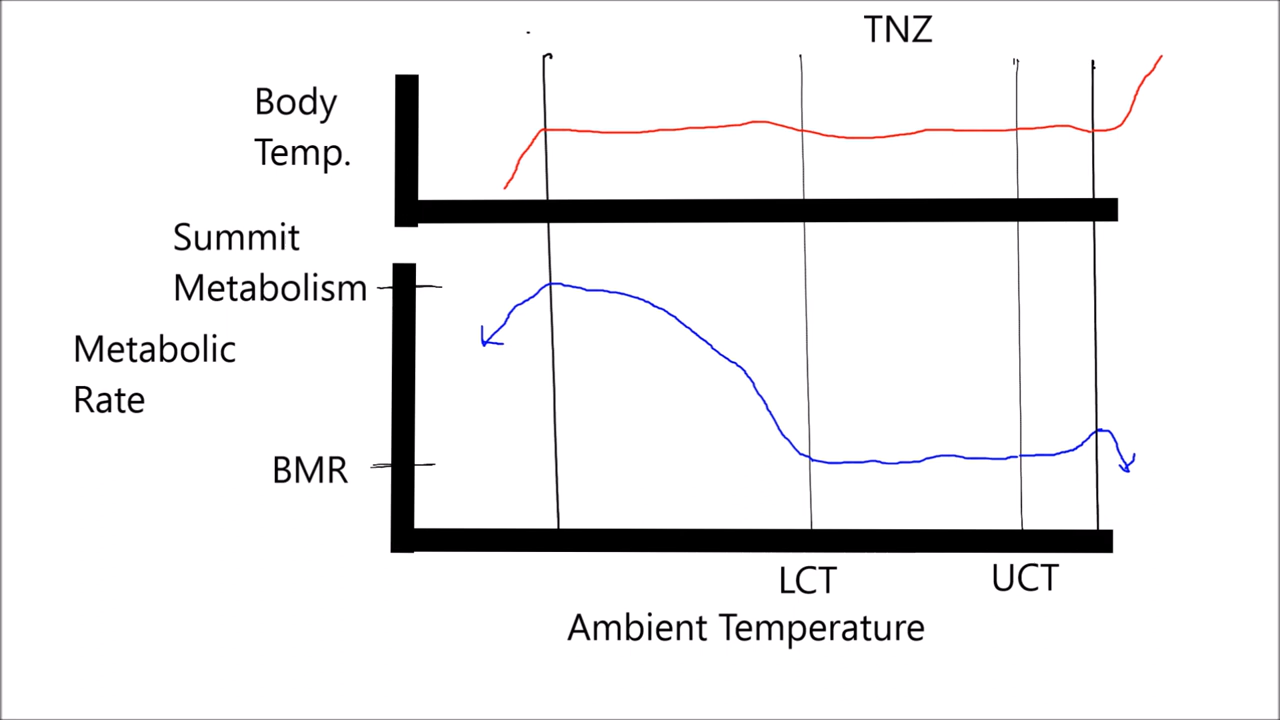 TNZ
Body
Temp.
Summit
Metabolism
Metabolic
Rate
BMR
LCT
UCT
Ambient Temperature